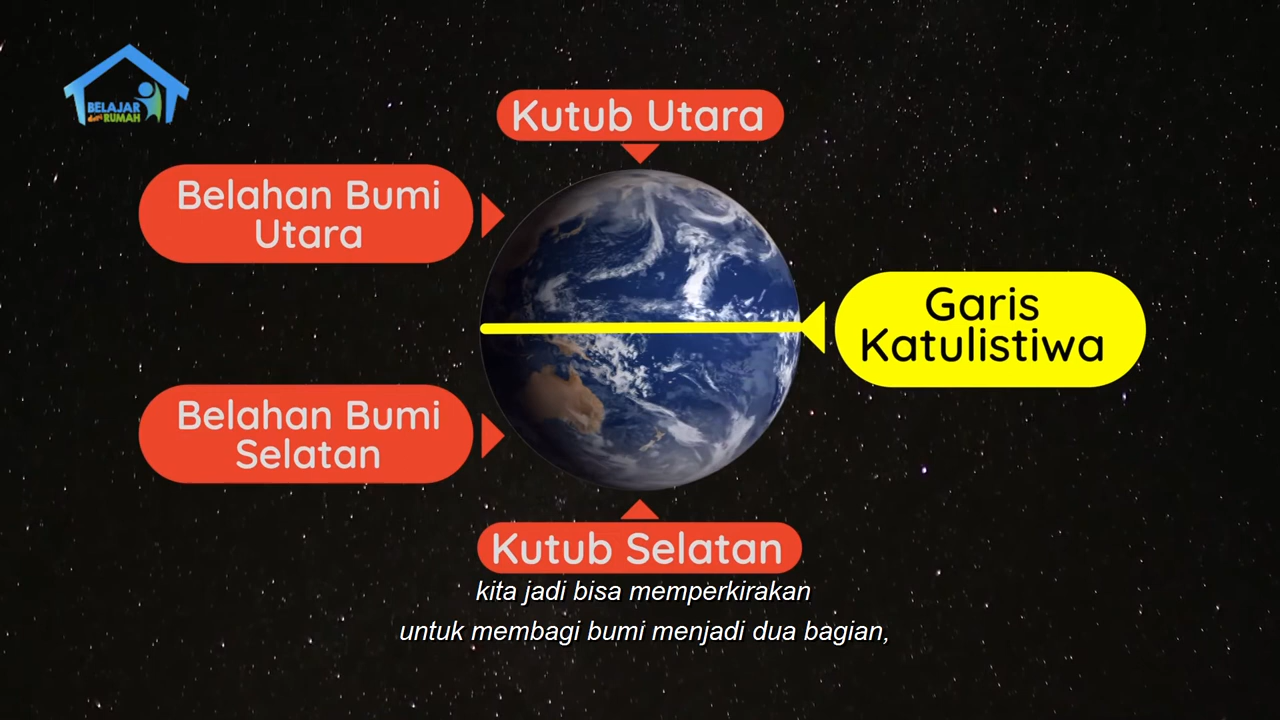 BELAJAR
dari RUMAH
Kutub Utara
Belahan Bumi
Utara
Garis
Katulistiwa
Belahan Bumi
Selatan
Kutub Selatan
kita jadi bisa memperkirakan
untuk membagi bumi menjadi dua bagian,